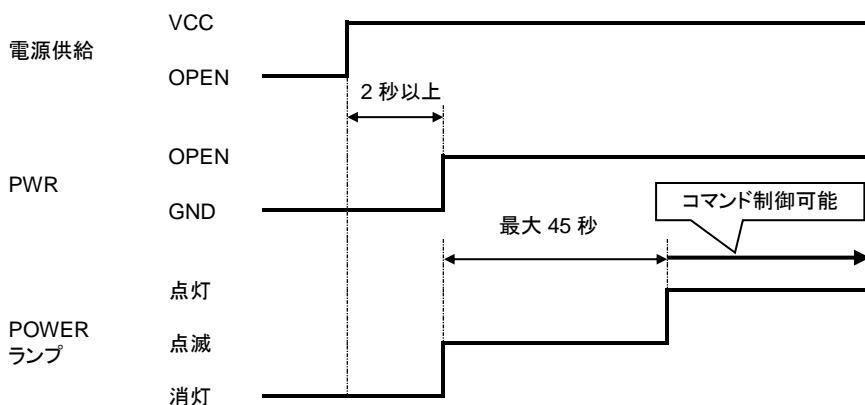 電源供給
VCC
OPEN
2 秒以上
PWR
OPEN
GND
コマンド制御可能
最大 45 秒
POWER
ランプ
点灯
点滅
消灯